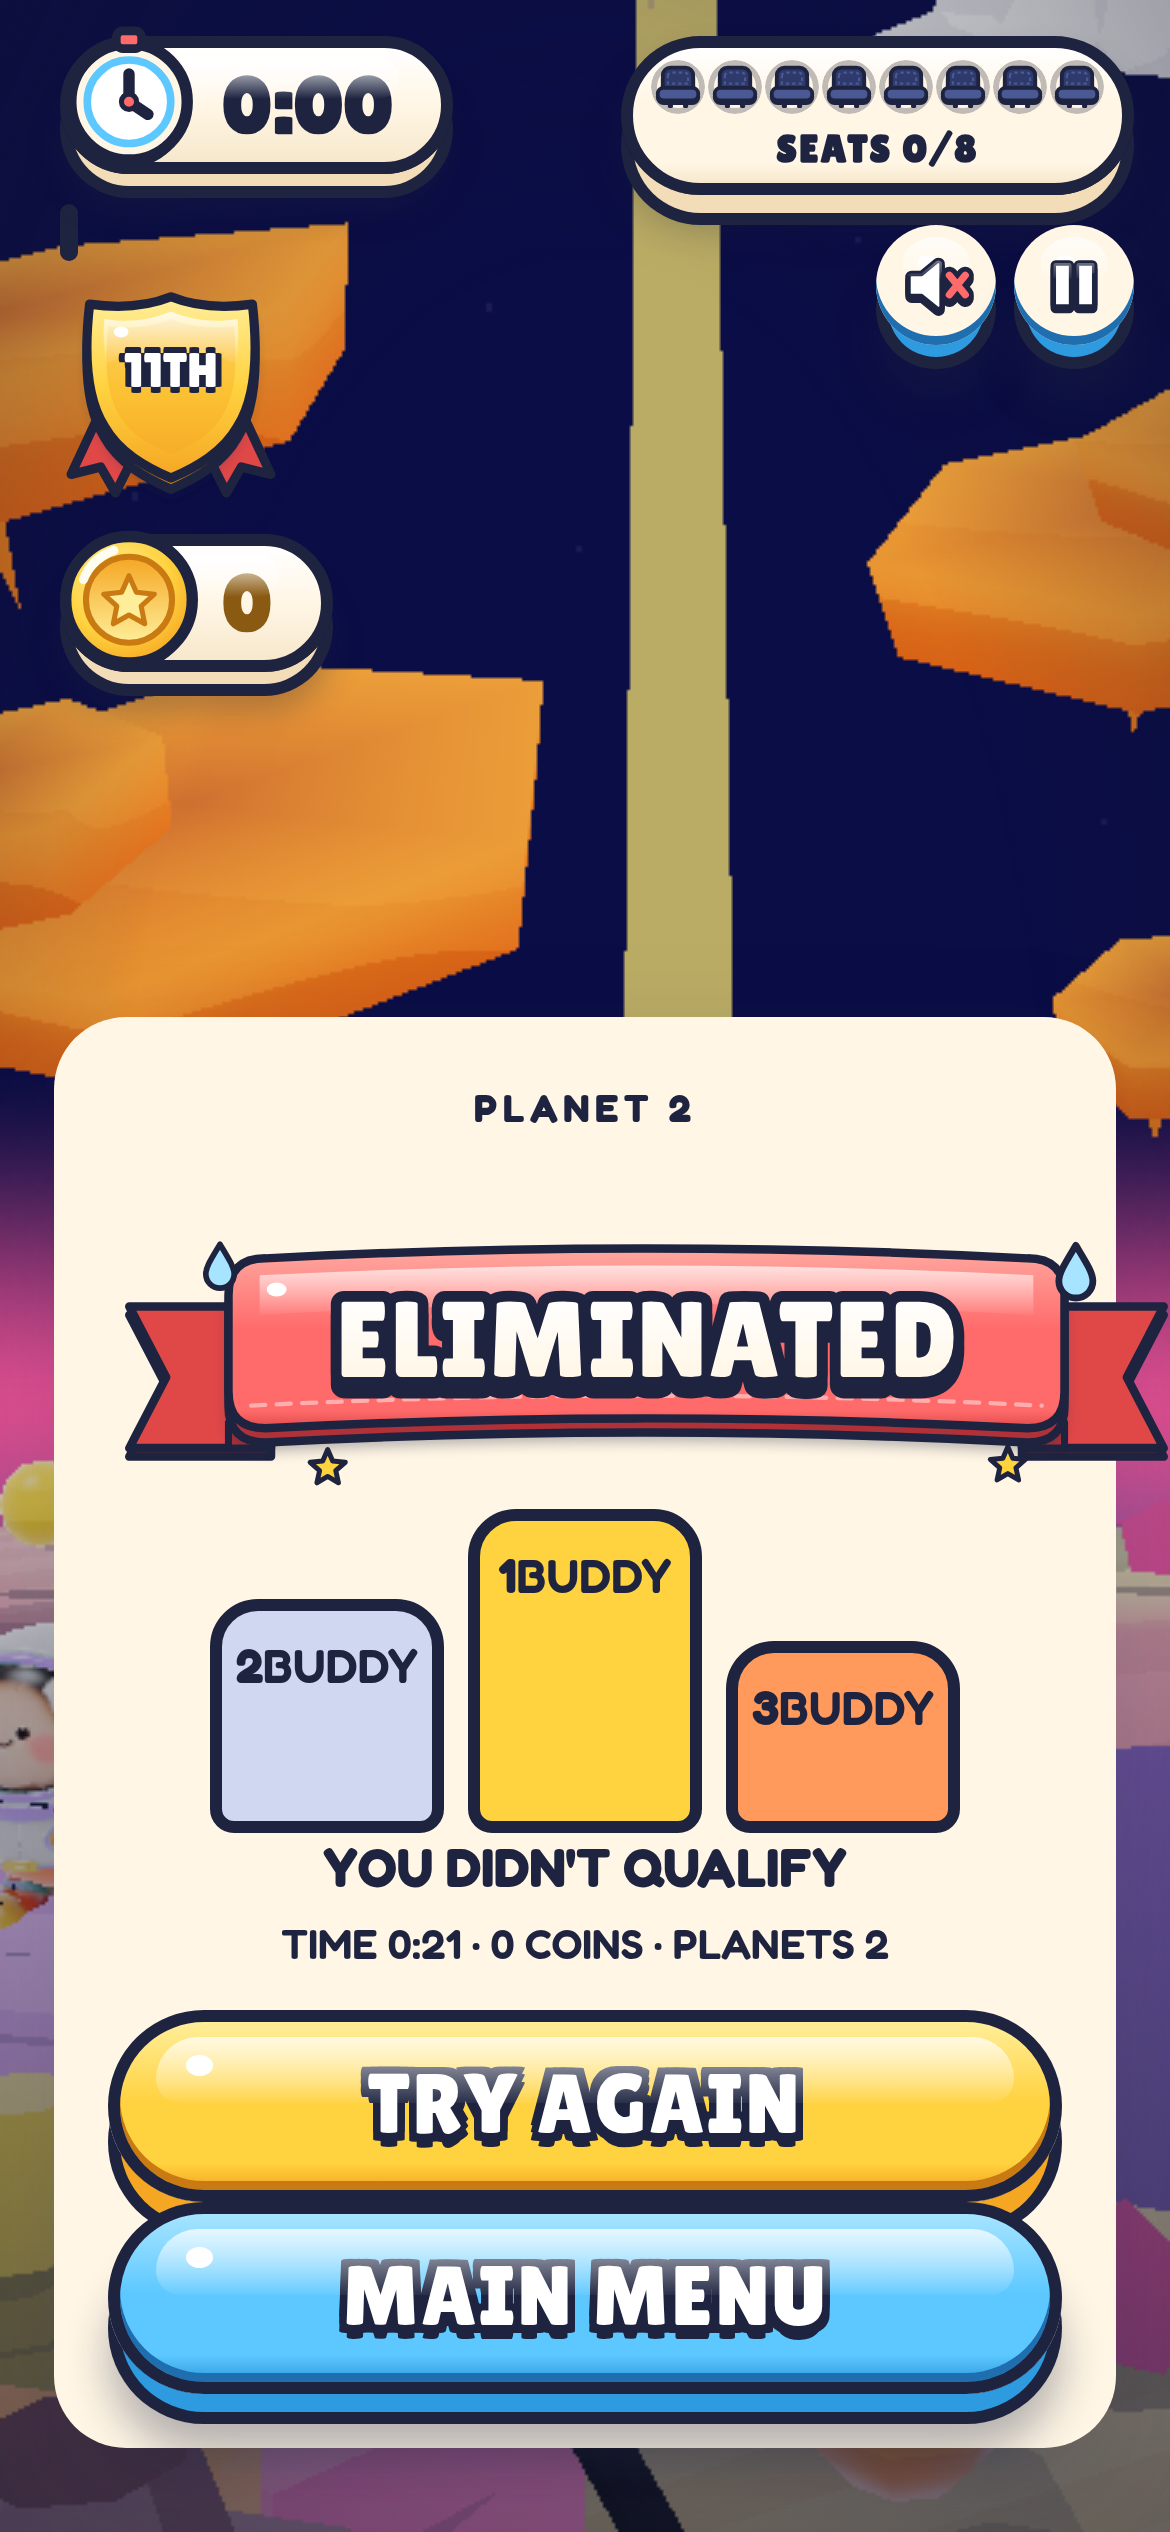 0:00
SEATS 0/8
11TH
0
PLANET 2
ELIMINATED
1BUDDY
2BUDDY
3BUDDY
YOU DIDN'T QUALIFY
TIME 0:21 · 0 COINS · PLANETS 2
TRY AGAIN
MAIN MENU